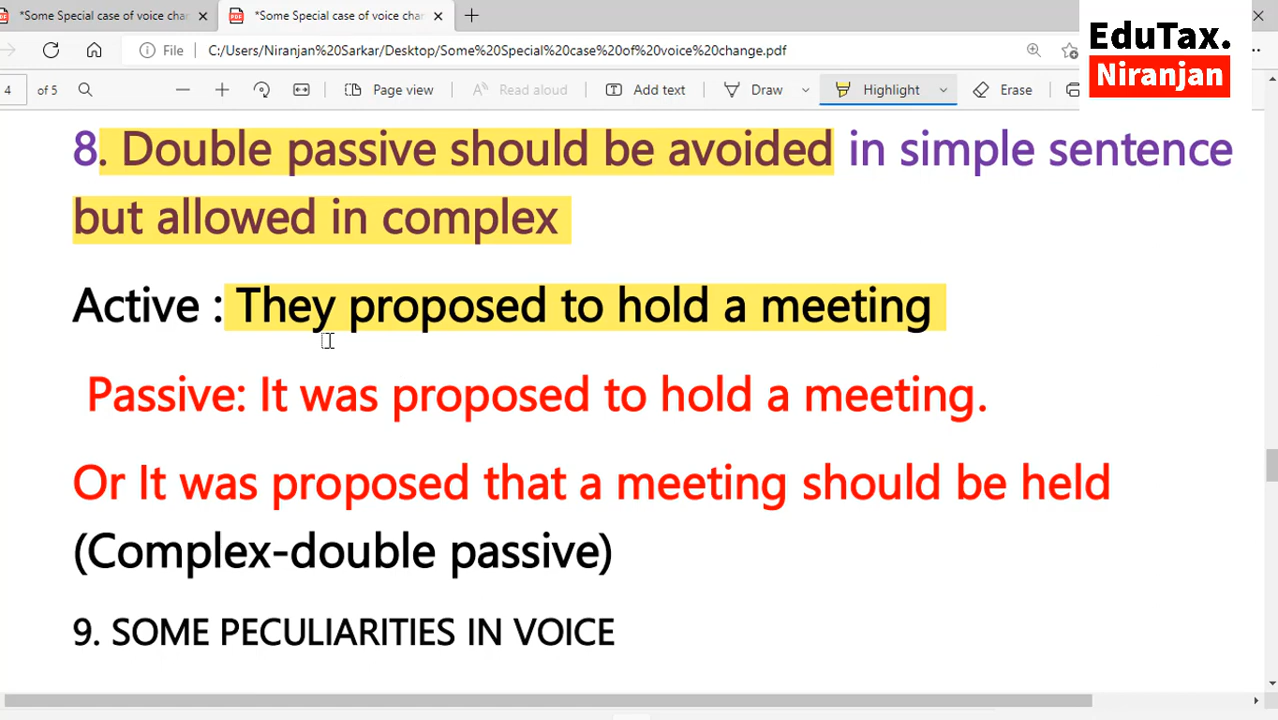 *Some Special case of voice char
*Some Special case of voice char
EduTax.
Niranjan
File
C:/Users/Niranjan%20Sarkar/Desktop/Some%20Special%20case%20of%20voice%20change.pdf
4 of 5
Page view
Read aloud
Add text
Draw
Highlight
Erase
8. Double passive should be avoided in simple sentence
but allowed in complex
Active : They proposed to hold a meeting
Passive: It was proposed to hold a meeting.
Or It was proposed that a meeting should be held
(Complex-double passive)
9. SOME PECULIARITIES IN VOICE